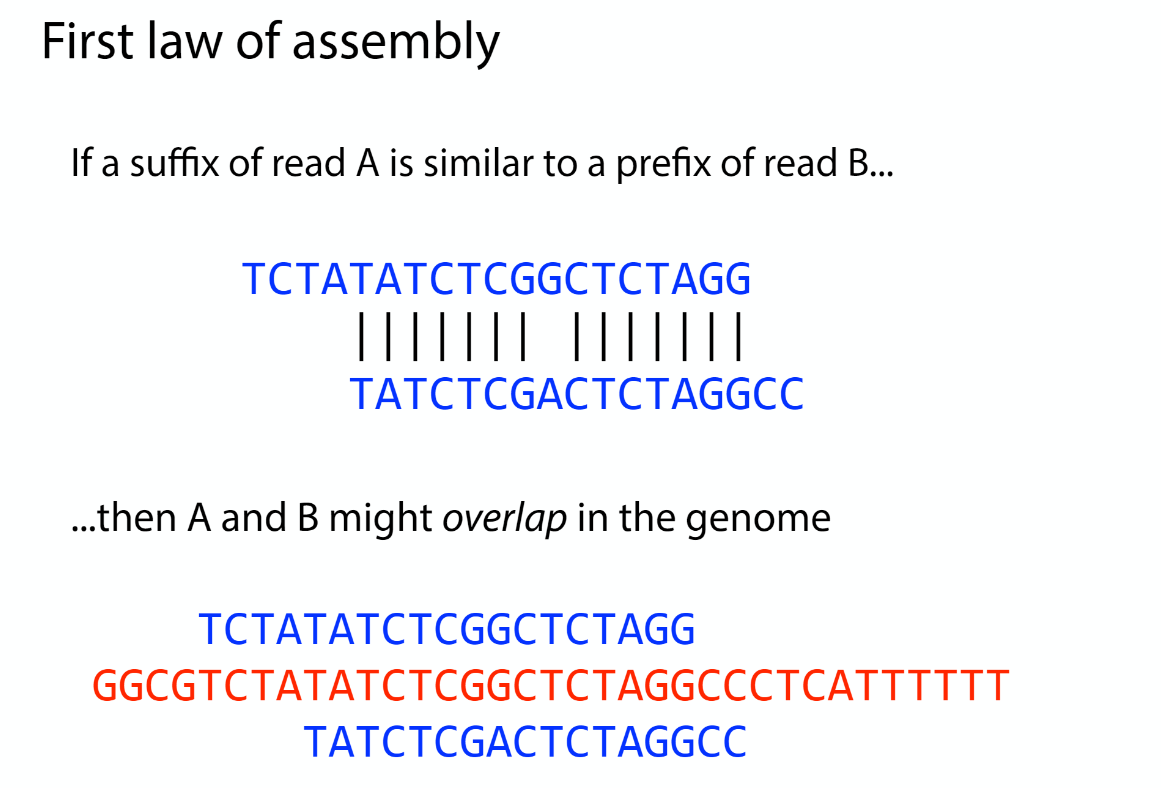 First law of assembly
If a suffix of read A is similar to a prefix of read B...
TCTATATCTCGGCTCTAGG
||||||| |||||||
TATCTCGACTCTAGGCC
...then A and B might overlap in the genome
TCTATATCTCGGCTCTAGG
GGCGTCTATATCTCGGCTCTAGGCCCTCATTTTTT
TATCTCGACTCTAGGCC